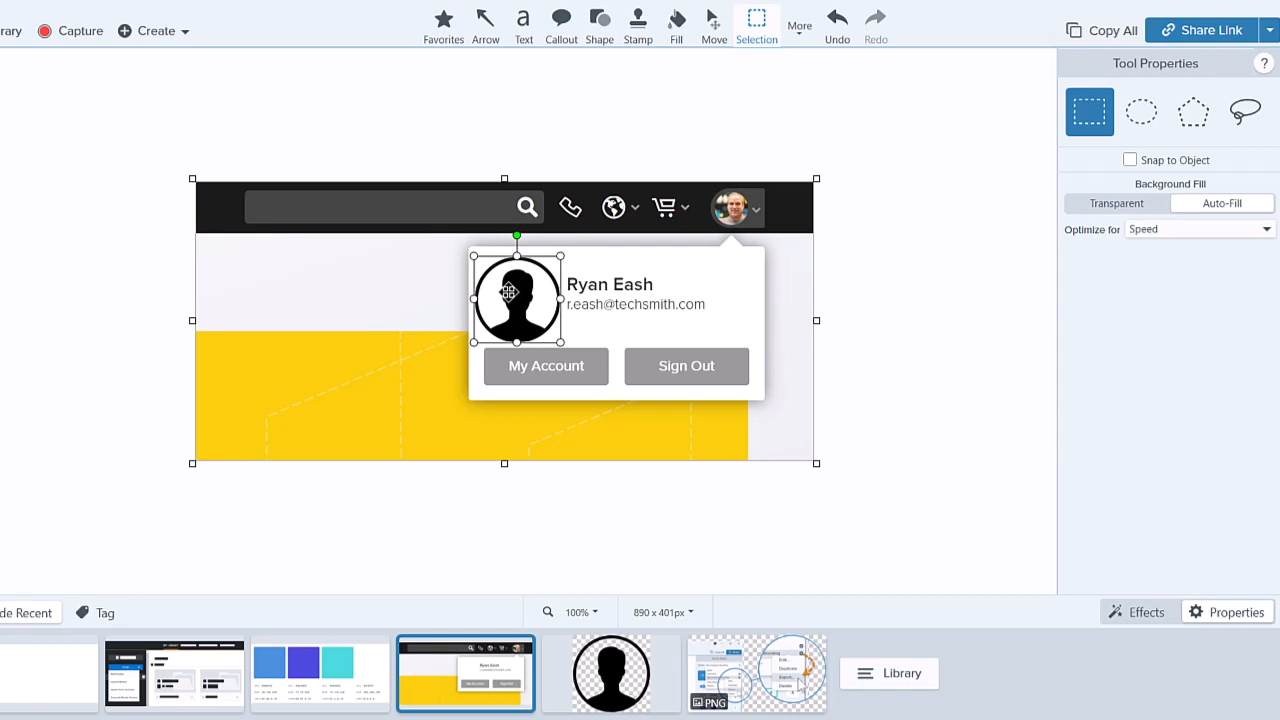 rary
Capture
Create
Favorites
Arrow
Text
Callout
Shape
Stamp
Fill
Move
Selection
More
Undo
Redo
Copy All
Share Link
Tool Properties
?
Snap to Object
Background Fill
Transparent
Auto-Fill
Optimize for
Speed
Ryan Eash
r.eash@techsmith.com
My Account
Sign Out
de Recent
Tag
100%
890 x 401px
Effects
Properties
Ryan Eash
PNG
Library